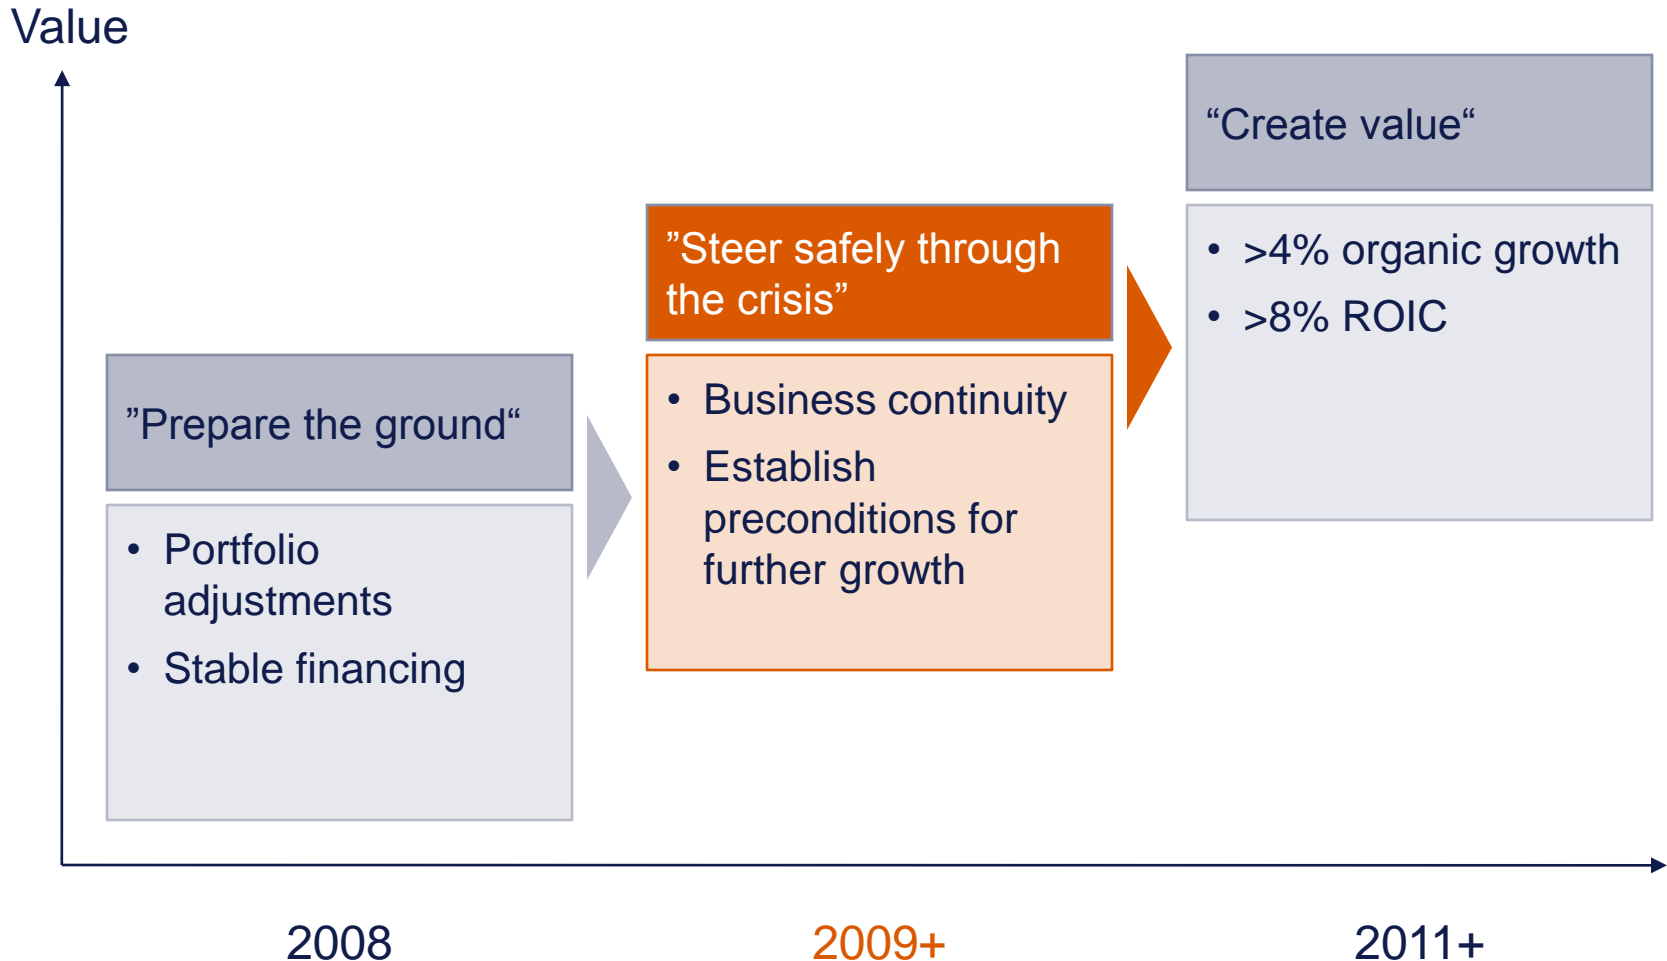 Value
”Prepare the ground“
• Portfolio
adjustments
• Stable financing
”Steer safely through
the crisis”
• Business continuity
• Establish
preconditions for
further growth
“Create value“
• >4% organic growth
• >8% ROIC
2008
2009+
2011+